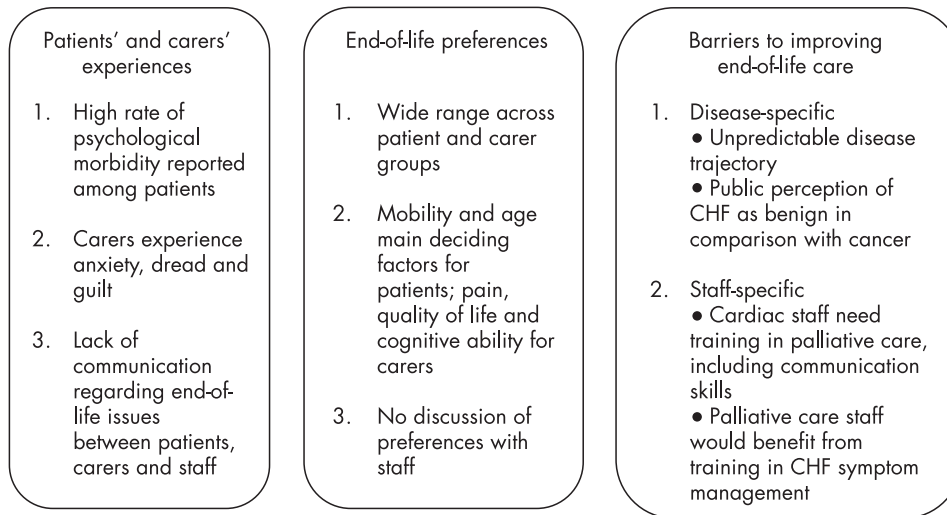 Patients’ and carers’
experiences
1. High rate of
psychological
morbidity reported
among patients
2. Carers experience
anxiety, dread and
guilt
3. Lack of
communication
regarding end-of-
life issues
between patients,
carers and staff
End-of-life preferences
1. Wide range across
patient and carer
groups
2. Mobility and age
main deciding
factors for
patients; pain,
quality of life and
cognitive ability for
carers
3. No discussion of
preferences with
staff
Barriers to improving
end-of-life care
1. Disease-specific
● Unpredictable disease
trajectory
● Public perception of
CHF as benign in
comparison with cancer
2. Staff-specific
● Cardiac staff need
training in palliative care,
including communication
skills
● Palliative care staff
would benefit from
training in CHF symptom
management